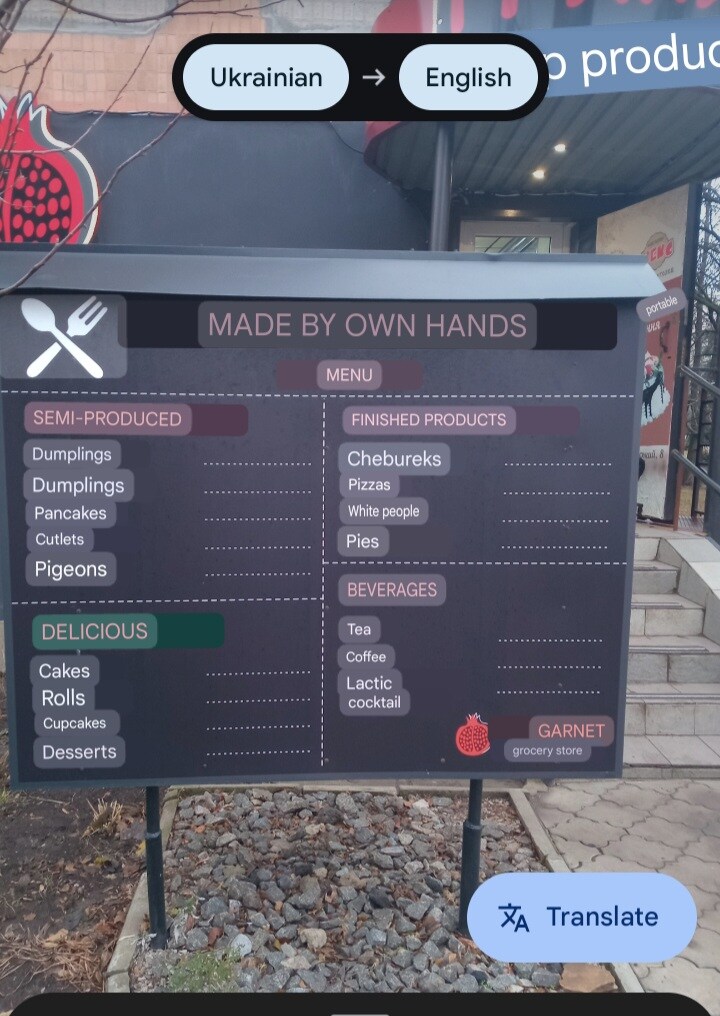 Ukrainian → English
p produc
portable
MADE BY OWN HANDS
MENU
SEMI-PRODUCED
Dumplings
Dumplings
Pancakes
Cutlets
Pigeons
DELICIOUS
Cakes
Rolls
Cupcakes
Desserts
FINISHED PRODUCTS
Chebureks
Pizzas
White people
Pies
BEVERAGES
Tea
Coffee
Lactic
cocktail
GARNET
grocery store
Translate